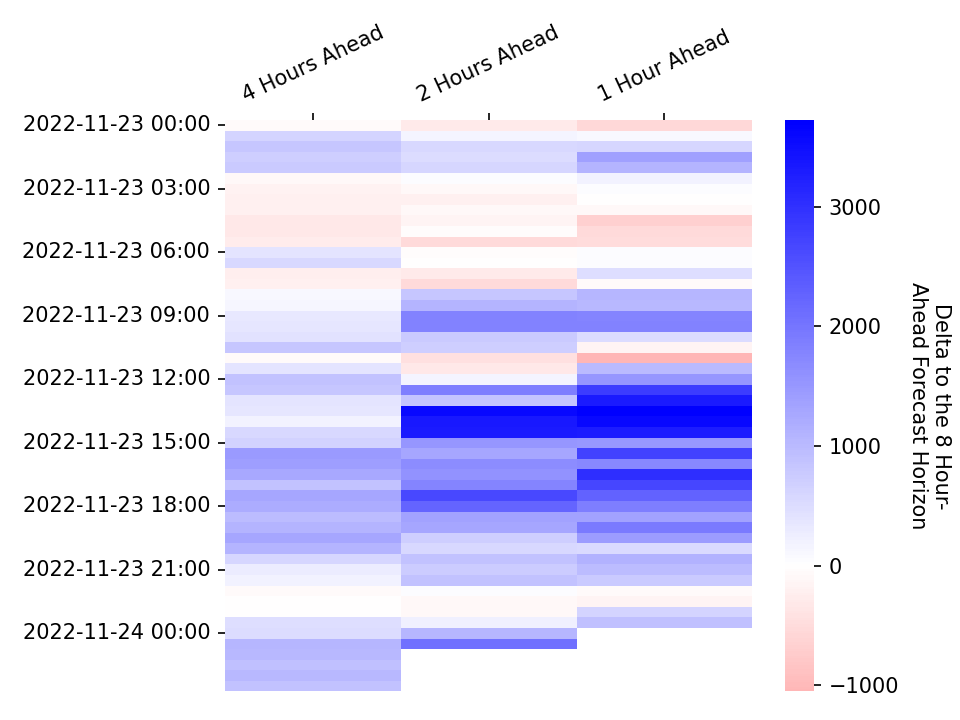 4 Hours Ahead
2 Hours Ahead
1 Hour Ahead
2022-11-23 00:00
2022-11-23 03:00
2022-11-23 06:00
2022-11-23 09:00
2022-11-23 12:00
2022-11-23 15:00
2022-11-23 18:00
2022-11-23 21:00
2022-11-24 00:00
3000
2000
1000
0
−1000
Delta to the 8 Hour-
Ahead Forecast Horizon